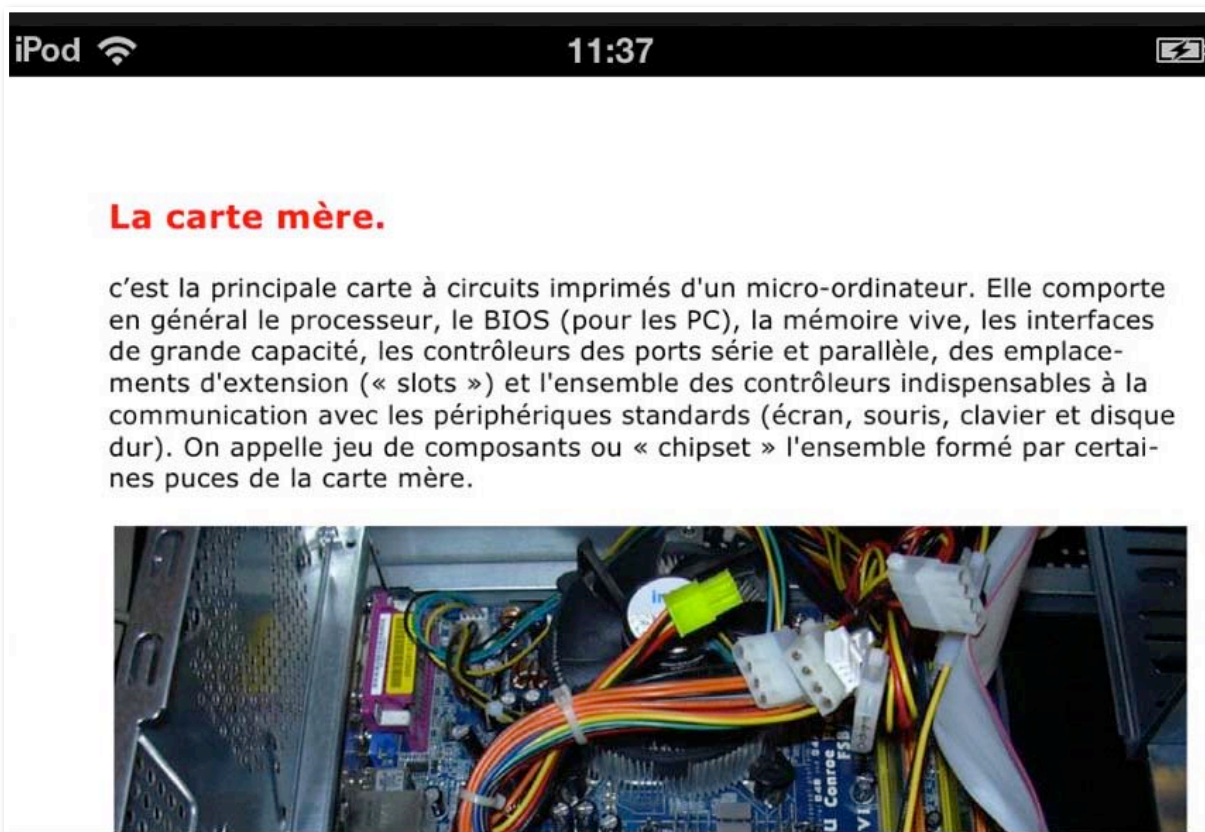 iPod
11:37
La carte mère.
c’est la principale carte à circuits imprimés d'un micro-ordinateur. Elle comporte
en général le processeur, le BIOS (pour les PC), la mémoire vive, les interfaces
de grande capacité, les contrôleurs des ports série et parallèle, des emplace-
ments d'extension (« slots ») et l'ensemble des contrôleurs indispensables à la
communication avec les périphériques standards (écran, souris, clavier et disque
dur). On appelle jeu de composants ou « chipset » l'ensemble formé par certai-
nes puces de la carte mère.
Conroe
FSB